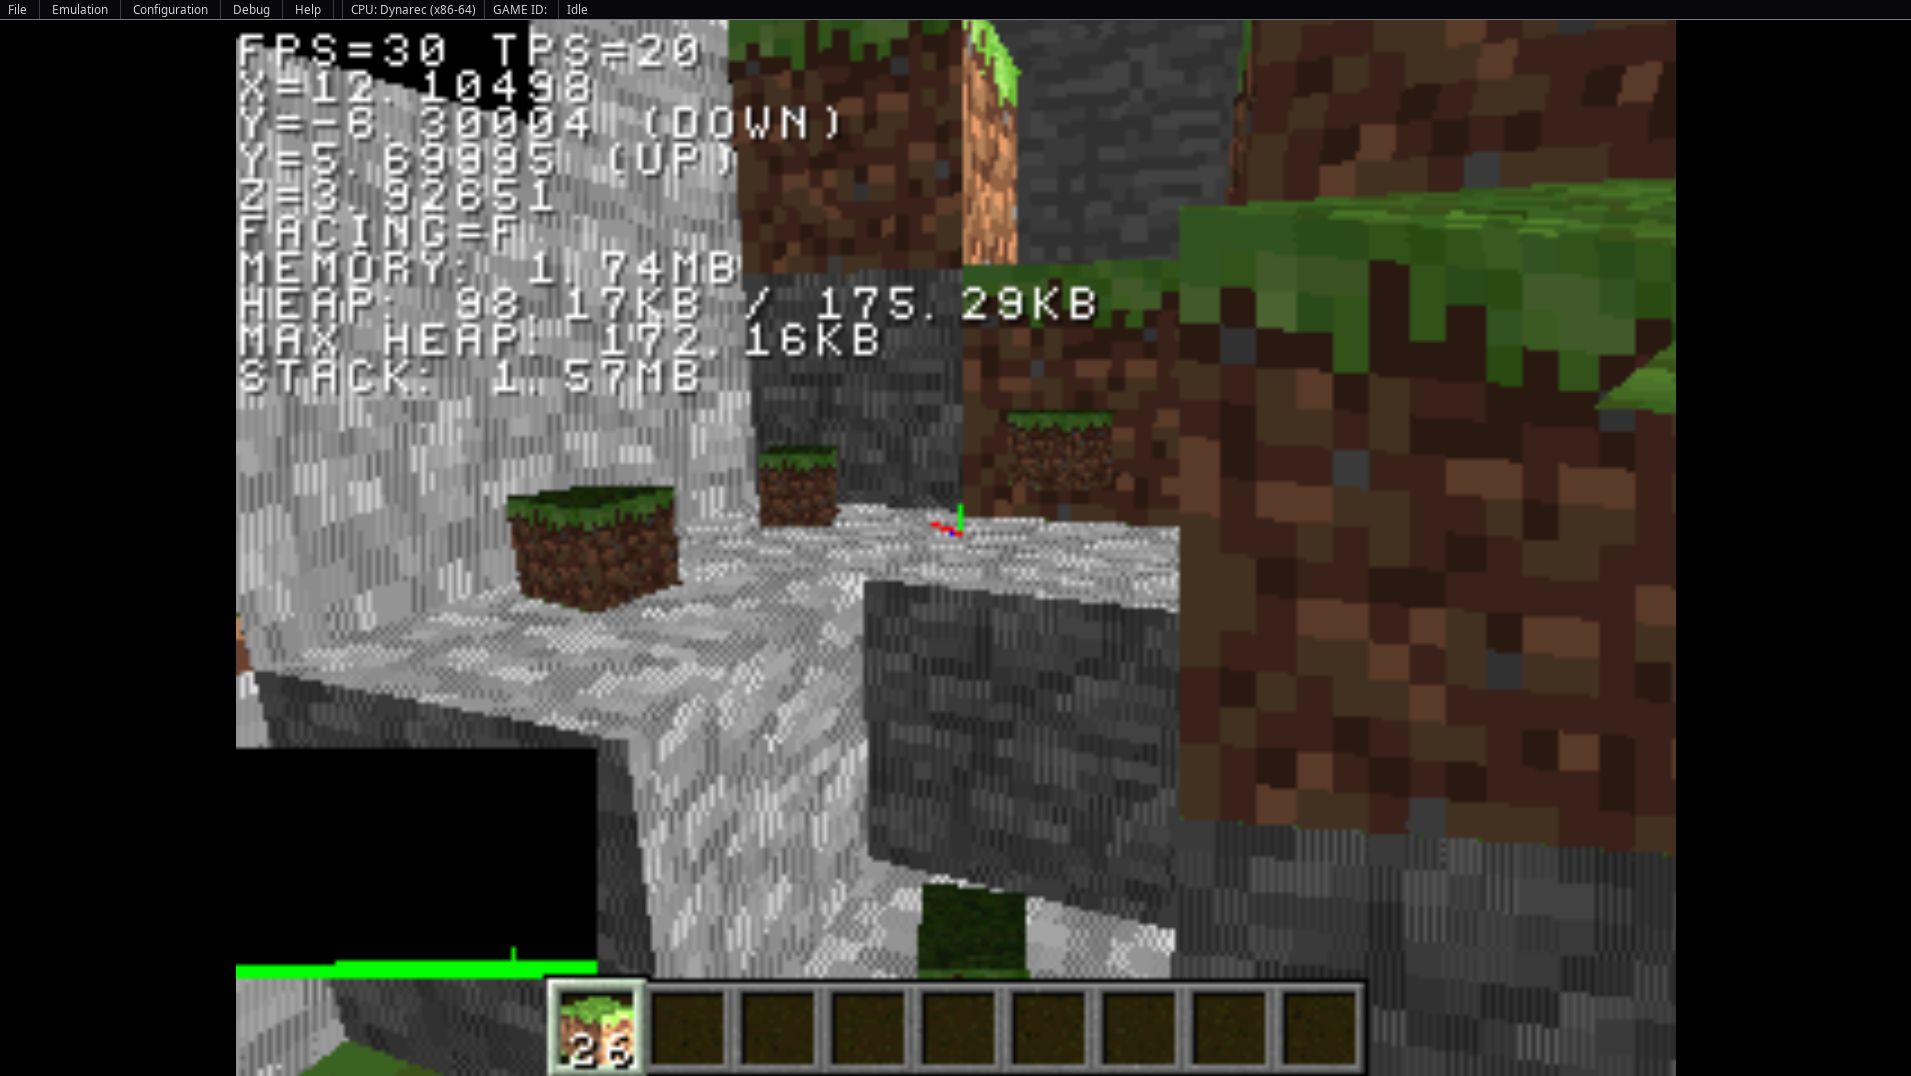 File Emulation Configuration Debug Help CPU: Dynarec (x86-64) GAME ID: Idle
FPS=30 TPS=20
X=12.10498
Y=-6.30004 (DOWN)
Y=5.69995 (UP)
Z=3.92651
FACING=F
MEMORY: 1.74MB
HEAP: 98.17KB / 175.29KB
MAX HEAP: 172.16KB
STACK: 1.57MB
26